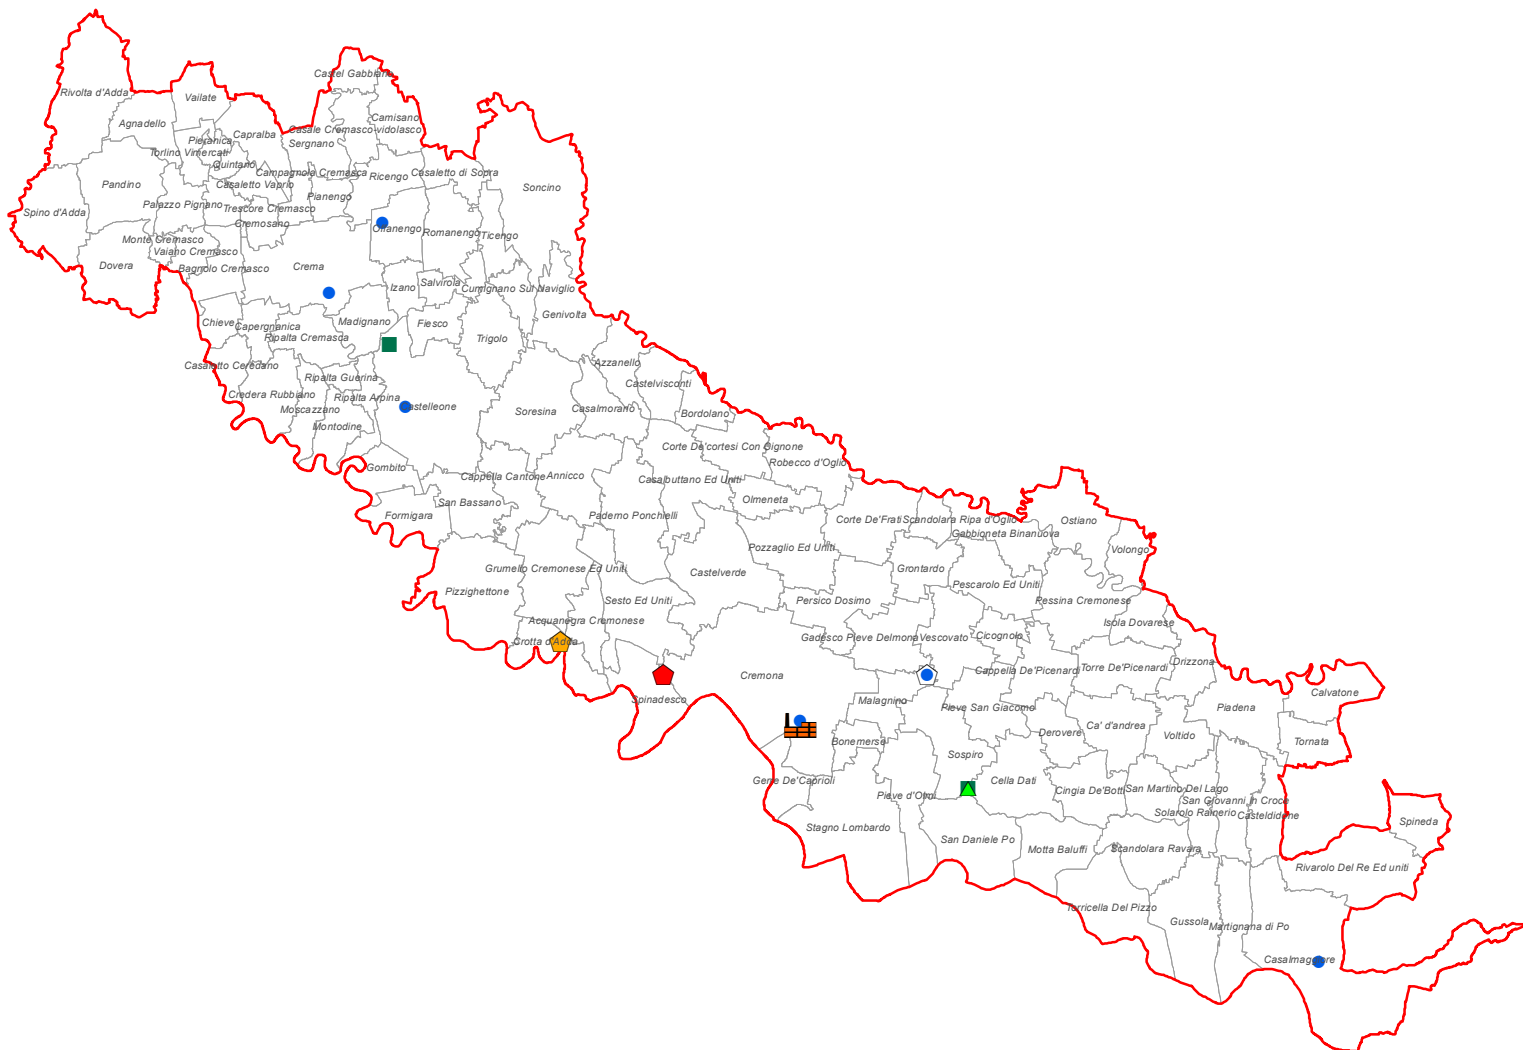 Castel Gabbiano
Rivolta d'Adda
Vailate
Camisano
Agnadello
Casale Cremasco-vidolasco
Capralba
Pieranica
Sergnano
Torlino Vimercati
Quintano
Campagnola Cremasca
Casaletto di Sopra
Ricengo
Pandino
Casaletto Vaprio
Soncino
Pianengo
Palazzo Pignano
Trescore Cremasco
Spino d'Adda
Cremosano
Offanengo
Romanengo
Ticengo
Monte Cremasco
Vaiano Cremasco
Dovera
Bagnolo Cremasco
Crema
Salvirola
Izano
Cumignano Sul Naviglio
Genivolta
Chieve
Madignano
Fiesco
Capergnanica
Ripalta Cremasca
Trigolo
Casaletto Ceredano
Azzanello
Ripalta Guerina
Castelvisconti
Credera Rubbiano
Ripalta Arpina
Castelleone
Moscazzano
Soresina
Casalmorano
Bordolano
Montodine
Corte De'cortesi Con Cignone
Robecco d'Oglio
Gombito
Cappella Cantone
Annicco
Casalbuttano Ed Uniti
San Bassano
Olmeneta
Formigara
Paderno Ponchielli
Corte De'Frati
Scandolara Ripa d'Oglio
Ostiano
Gabbioneta Binanuova
Pozzaglio Ed Uniti
Volongo
Grumello Cremonese Ed Uniti
Castelverde
Grontardo
Pescarolo Ed Uniti
Pizzighettone
Sesto Ed Uniti
Persico Dosimo
Pessina Cremonese
Acquanegra Cremonese
Isola Dovarese
Crotta d'Adda
Gadesco Pieve Delmona
Vescovato
Cicognolo
Cremona
Cappella De'Picenardi
Torre De'Picenardi
Drizzona
Spinadesco
Malagnino
Pieve San Giacomo
Piadena
Calvatone
Derovere
Ca' d'andrea
Voltido
Bonemerse
Tornata
Sospiro
Gerre De'Caprioli
Cella Dati
Cingia De'Botti
San Martino Del Lago
Pieve d'Olmi
San Giovanni In Croce
Solarolo Rainerio
Casteldidone
Spineda
Stagno Lombardo
San Daniele Po
Motta Baluffi
Scandolara Ravara
Rivarolo Del Re Ed uniti
Torricella Del Pizzo
Gussola
Martignana di Po
Casalmaggiore